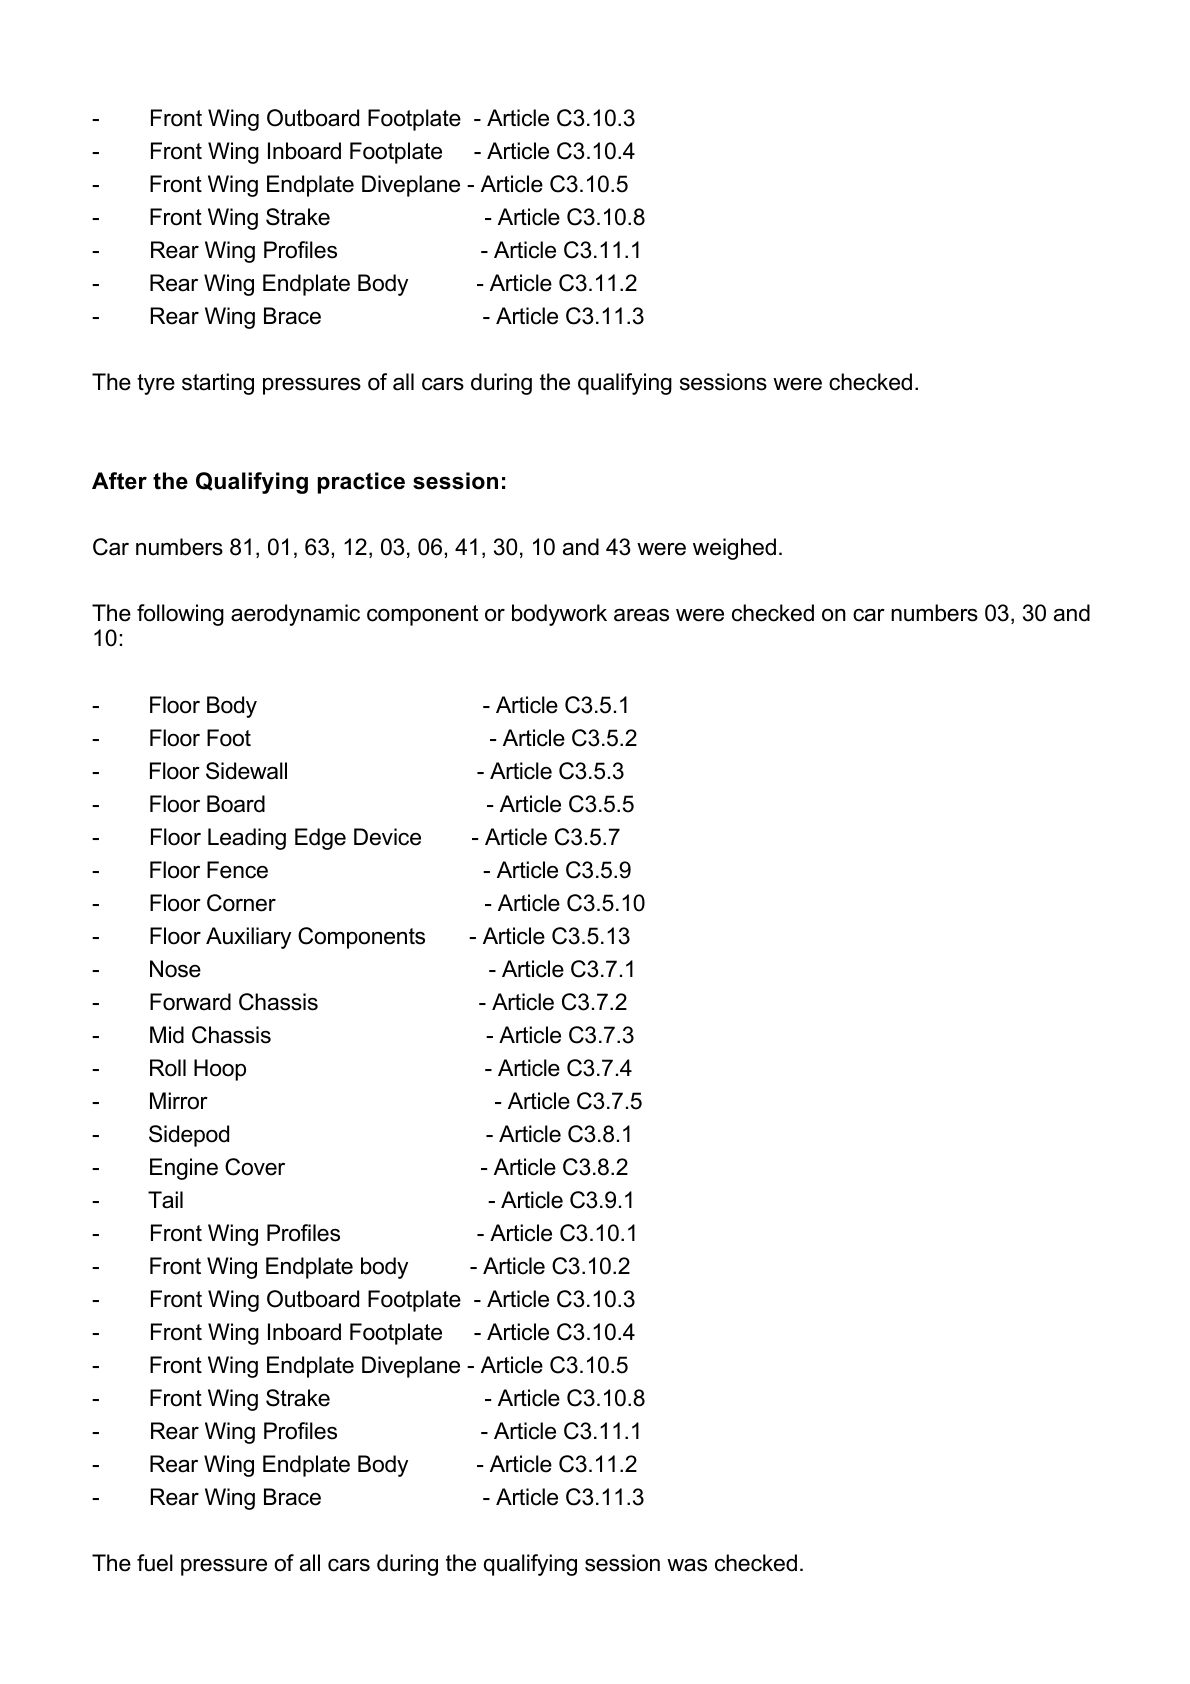 - Front Wing Outboard Footplate - Article C3.10.3
- Front Wing Inboard Footplate - Article C3.10.4
- Front Wing Endplate Diveplane - Article C3.10.5
- Front Wing Strake - Article C3.10.8
- Rear Wing Profiles - Article C3.11.1
- Rear Wing Endplate Body - Article C3.11.2
- Rear Wing Brace - Article C3.11.3
The tyre starting pressures of all cars during the qualifying sessions were checked.
After the Qualifying practice session:
Car numbers 81, 01, 63, 12, 03, 06, 41, 30, 10 and 43 were weighed.
The following aerodynamic component or bodywork areas were checked on car numbers 03, 30 and
10:
- Floor Body - Article C3.5.1
- Floor Foot - Article C3.5.2
- Floor Sidewall - Article C3.5.3
- Floor Board - Article C3.5.5
- Floor Leading Edge Device - Article C3.5.7
- Floor Fence - Article C3.5.9
- Floor Corner - Article C3.5.10
- Floor Auxiliary Components - Article C3.5.13
- Nose - Article C3.7.1
- Forward Chassis - Article C3.7.2
- Mid Chassis - Article C3.7.3
- Roll Hoop - Article C3.7.4
- Mirror - Article C3.7.5
- Sidepod - Article C3.8.1
- Engine Cover - Article C3.8.2
- Tail - Article C3.9.1
- Front Wing Profiles - Article C3.10.1
- Front Wing Endplate body - Article C3.10.2
- Front Wing Outboard Footplate - Article C3.10.3
- Front Wing Inboard Footplate - Article C3.10.4
- Front Wing Endplate Diveplane - Article C3.10.5
- Front Wing Strake - Article C3.10.8
- Rear Wing Profiles - Article C3.11.1
- Rear Wing Endplate Body - Article C3.11.2
- Rear Wing Brace - Article C3.11.3
The fuel pressure of all cars during the qualifying session was checked.